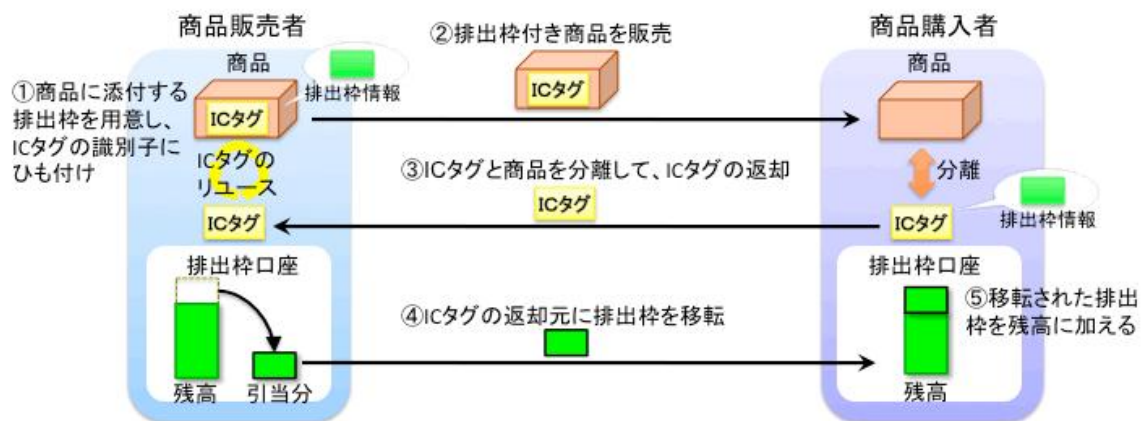 商品販売者
②排出枠付き商品を販売
商品購入者
商品
商品
①商品に添付する
排出枠を用意し、
ICタグの識別子に
ひも付け
排出枠情報
ICタグ
ICタグ
ICタグの
リユース
③ICタグと商品を分離して、ICタグの返却
分離
ICタグ
ICタグ
ICタグ
排出枠情報
排出枠口座
排出枠口座
④ICタグの返却元に排出枠を移転
⑤移転された排出
枠を残高に加える
残高
引当分
残高